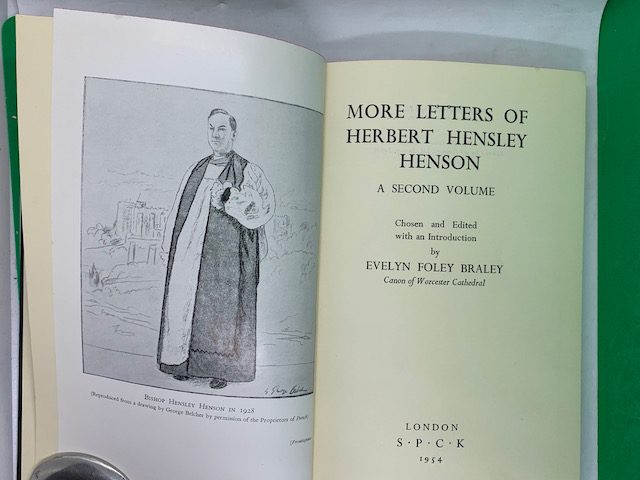 BISHOP HENSLEY HENSON IN 1928
(Reproduced from a drawing by George Belcher by permission of the Proprietors of Punch)
MORE LETTERS OF
HERBERT HENSLEY
HENSON
A SECOND VOLUME
Chosen and Edited
with an Introduction
by
EVELYN FOLEY BRALEY
Canon of Worcester Cathedral
LONDON
S·P·C·K
1954